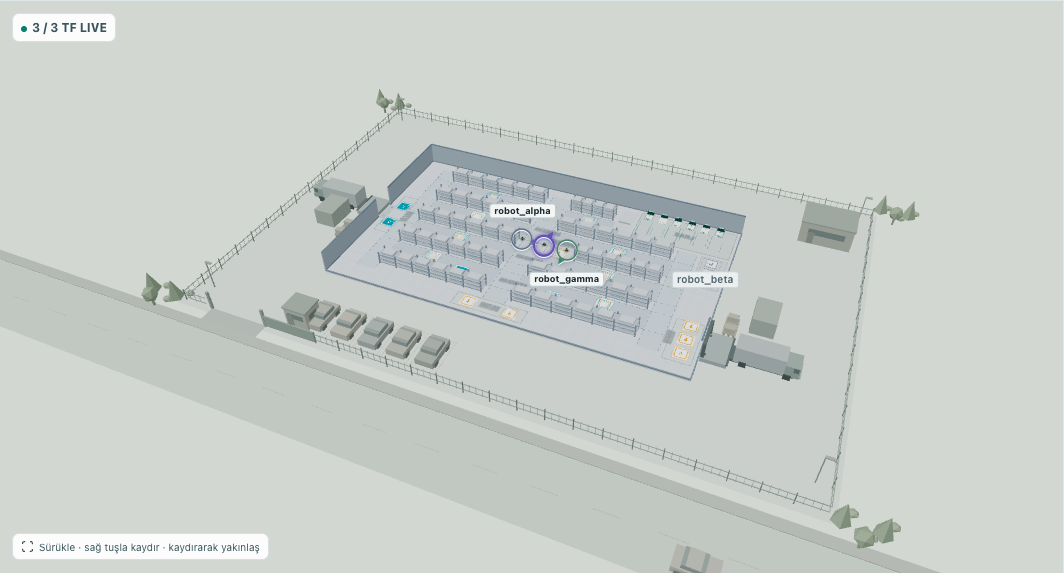 3 / 3 TF LIVE
robot_alpha
robot_gamma
robot_beta
Sürükle · sağ tuşla kaydır · kaydırarak yakınlaş